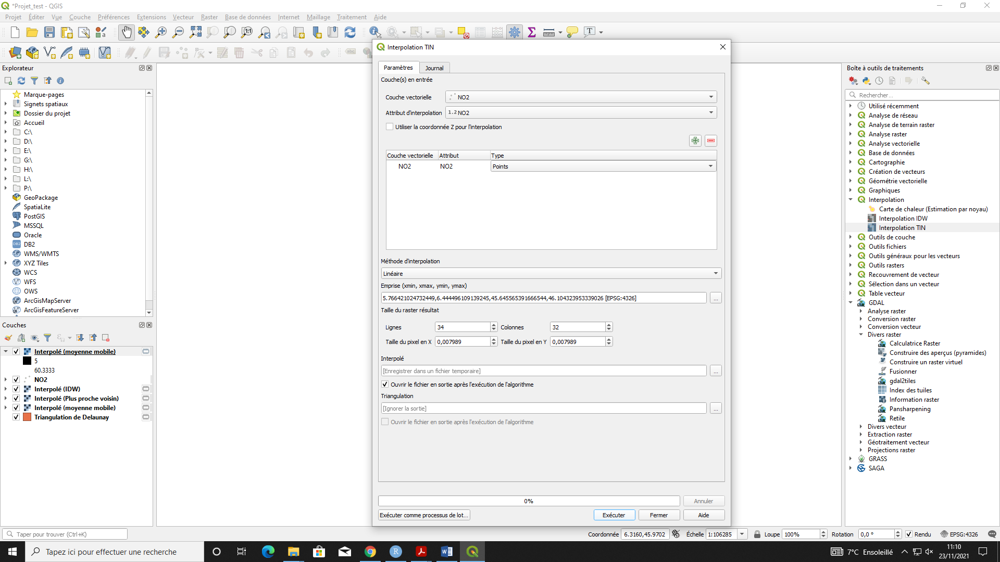 *Projet_test - QGIS
Projet Éditer Vue Couche Préférences Extensions Vecteur Raster Base de données Internet Maillage Traitement Aide
Explorateur
Marque-pages
Signets spatiaux
Dossier du projet
Accueil
C:\
D:\
E:\
G:\
H:\
L:\
P:\
GeoPackage
SpatiaLite
PostGIS
MSSQL
Oracle
DB2
WMS/WMTS
XYZ Tiles
WCS
WFS
OWS
ArcGisMapServer
ArcGisFeatureServer
Couches
Interpolé (moyenne mobile)
5
60.3333
NO2
Interpolé (IDW)
Interpolé (Plus proche voisin)
Interpolé (moyenne mobile)
Triangulation de Delaunay
Interpolation TIN
Paramètres Journal
Couche(s) en entrée
Couche vectorielle NO2
Attribut d'interpolation 1.2 NO2
Utiliser la coordonnée Z pour l'interpolation
Couche vectorielle Attribut Type
NO2 NO2 Points
Méthode d'interpolation
Linéaire
Emprise (xmin, xmax, ymin, ymax)
5.766421024732449,6.444496109139245,45.645565391666544,46.104323953339026 [EPSG:4326]
...
Taille du raster résultat
Lignes 34 Colonnes 32
Taille du pixel en X 0,007989 Taille du pixel en Y 0,007989
Interpolé
[Enregistrer dans un fichier temporaire]
...
Ouvrir le fichier en sortie après l'exécution de l'algorithme
Triangulation
[Ignorer la sortie]
...
Ouvrir le fichier en sortie après l'exécution de l'algorithme
0% Annuler
Exécuter comme processus de lot... Exécuter Fermer Aide
Boîte à outils de traitements
Rechercher...
Utilisé récemment
Analyse de réseau
Analyse de terrain raster
Analyse raster
Analyse vectorielle
Base de données
Cartographie
Création de vecteurs
Géométrie vectorielle
Graphiques
Interpolation
Carte de chaleur (Estimation par noyau)
Interpolation IDW
Interpolation TIN
Outils de couche
Outils fichiers
Outils généraux pour les vecteurs
Outils rasters
Recouvrement de vecteur
Sélection dans un vecteur
Table vecteur
GDAL
Analyse raster
Conversion raster
Conversion vecteur
Divers raster
Calculatrice Raster
Construire des aperçus (pyramides)
Construire un raster virtuel
Fusionner
gdal2tiles
Index des tuiles
Information raster
Pansharpening
Retile
Divers vecteur
Extraction raster
Géotraitement vecteur
Projections raster
GRASS
SAGA
Taper pour trouver (Ctrl+K) Coordonnée 6.3160,45.9702 Échelle 1:106285 Loupe 100% Rotation 0,0 ° Rendu EPSG:4326
Tapez ici pour effectuer une recherche 7°C Ensoleillé 11:10
23/11/2021